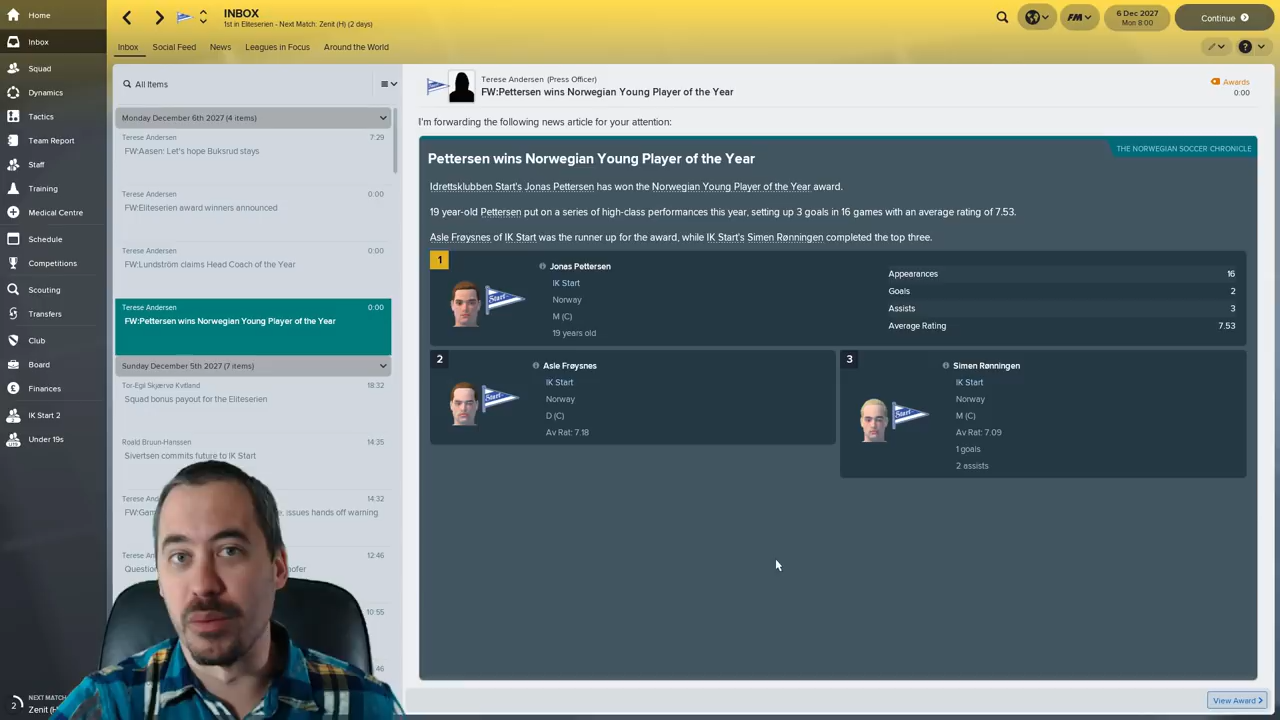 Home
Inbox
Squad
Dynamics
Tactics
Team Report
Staff
Training
Medical Centre
Schedule
Competitions
Scouting
Transfers
Club
Board
Finances
IK Start 2
Under 19s
2
NEXT MATCH:
Zenit (H)
INBOX
1st in Eliteserien - Next Match: Zenit (H) (2 days)
FM
6 Dec 2027
Mon 8:00
Continue
Inbox
Social Feed
News
Leagues in Focus
Around the World
?
All Items
Monday December 6th 2027 (4 items)
Terese Andersen 7:29
FW:Aasen: Let's hope Buksrud stays
Terese Andersen 0:00
FW:Eliteserien award winners announced
Terese Andersen 0:00
FW:Lundström claims Head Coach of the Year
Terese Andersen 0:00
FW:Pettersen wins Norwegian Young Player of the Year
Sunday December 5th 2027 (7 items)
Tor-Egil Skjærvø Kvitland 18:32
Squad bonus payout for the Eliteserien
Roald Bruun-Hanssen 14:35
Sivertsen commits future to IK Start
Terese 14:32
issues hands off warning
Terese 12:46
10:55
Terese Andersen (Press Officer)
FW:Pettersen wins Norwegian Young Player of the Year
Awards
0:00
I'm forwarding the following news article for your attention:
THE NORWEGIAN SOCCER CHRONICLE
Pettersen wins Norwegian Young Player of the Year
Idrettsklubben Start's Jonas Pettersen has won the Norwegian Young Player of the Year award.
19 year-old Pettersen put on a series of high-class performances this year, setting up 3 goals in 16 games with an average rating of 7.53.
Asle Frøysnes of IK Start was the runner up for the award, while IK Start's Simen Rønningen completed the top three.
1
Start
Jonas Pettersen
IK Start
Norway
M (C)
19 years old
Appearances 16
Goals 2
Assists 3
Average Rating 7.53
2
Start
Asle Frøysnes
IK Start
Norway
D (C)
Av Rat: 7.18
3
Start
Simen Rønningen
IK Start
Norway
M (C)
Av Rat: 7.09
1 goals
2 assists
View Award